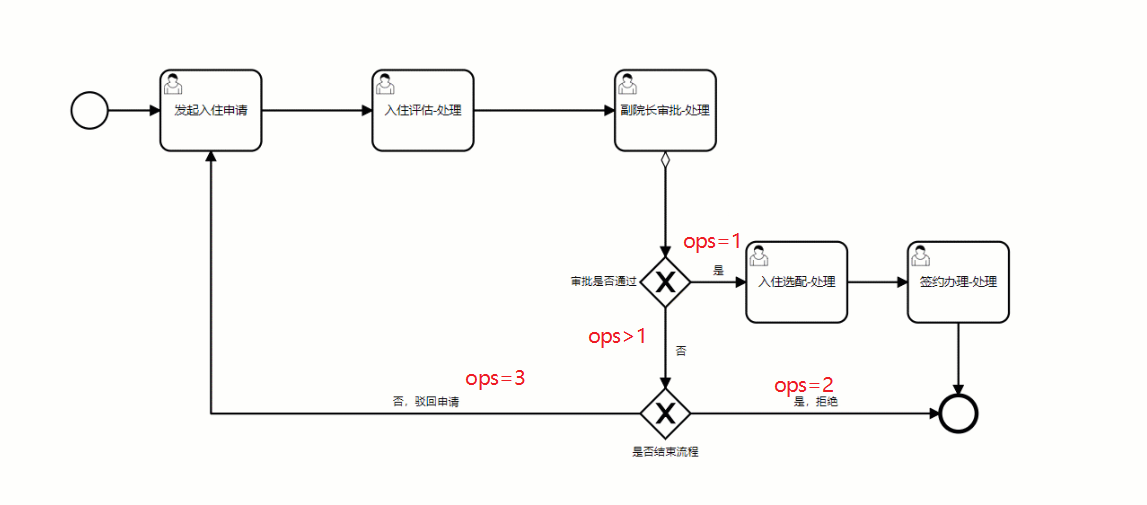 发起入住申请
入住评估-处理
副院长审批-处理
ops=1
审批是否通过
是
入住选配-处理
签约办理-处理
ops>1
否
ops=3
ops=2
否，驳回申请
是，拒绝
是否结束流程